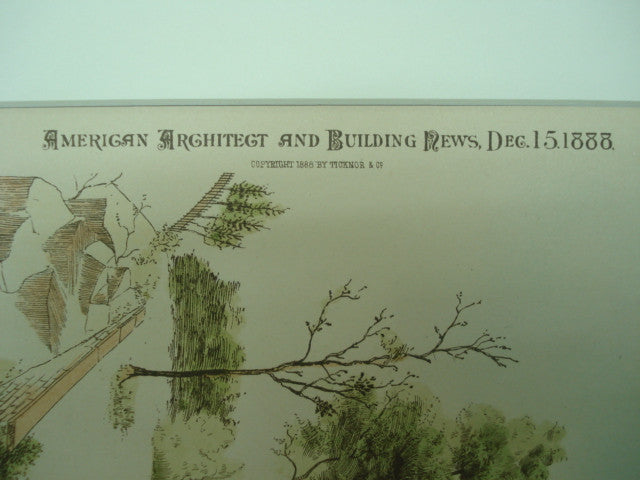 AMERICAN ARCHITECT AND BUILDING NEWS, DEC. 15. 1888.
COPYRIGHT 1888 BY TICKNOR & CO